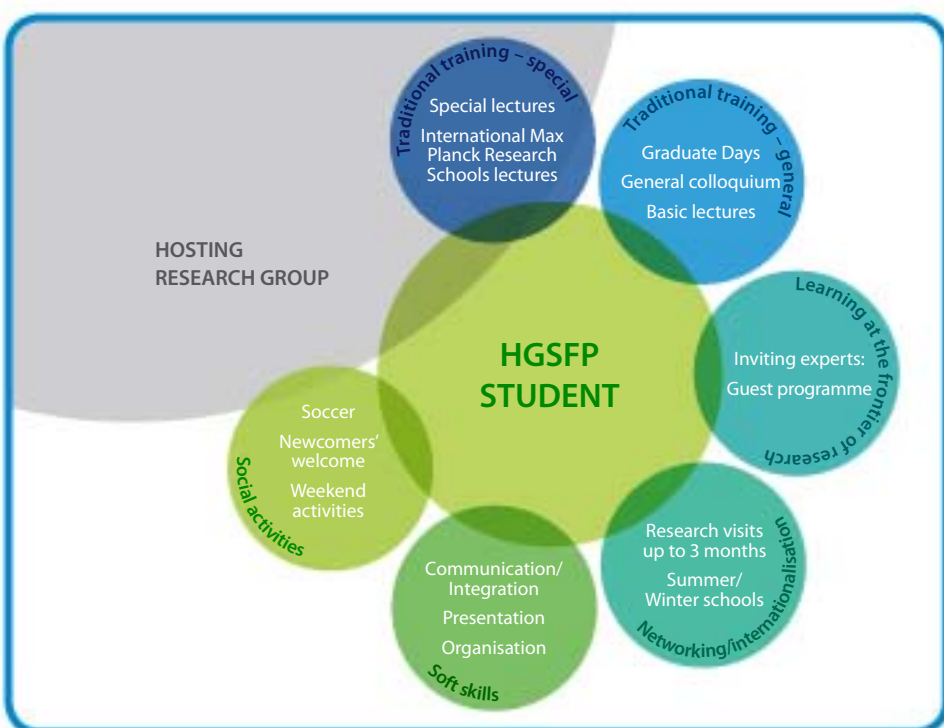 Traditional training – special
Special lectures
International Max
Planck Research
Schools lectures
Traditional training – general
Graduate Days
General colloquium
Basic lectures
HOSTING
RESEARCH GROUP
Learning at the frontier of research
Inviting experts:
Guest programme
HGSFP
STUDENT
Soccer
Newcomers'
welcome
Weekend
activities
Social activities
Research visits
up to 3 months
Summer/
Winter schools
Networking/internationalisation
Communication/
Integration
Presentation
Organisation
Soft skills